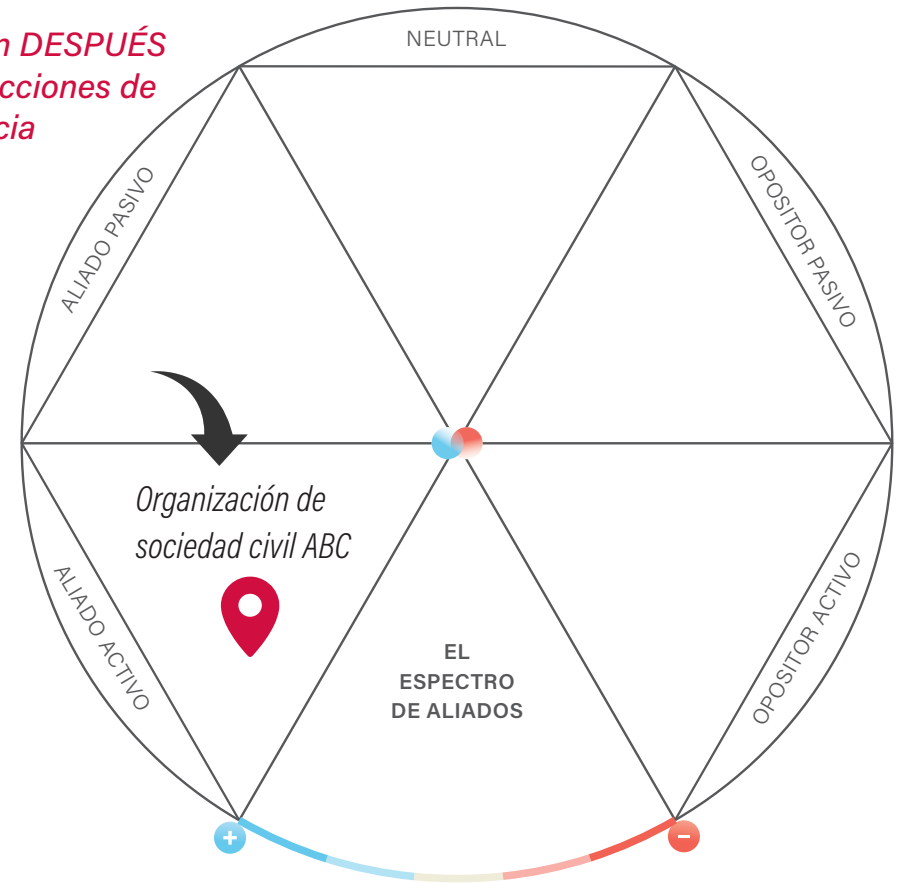 DESPUÉS
cciones de
cia
NEUTRAL
ALIADO PASIVO
OPOSITOR PASIVO
Organización de
sociedad civil ABC
ALIADO ACTIVO
OPOSITOR ACTIVO
EL
ESPECTRO
DE ALIADOS
+
−